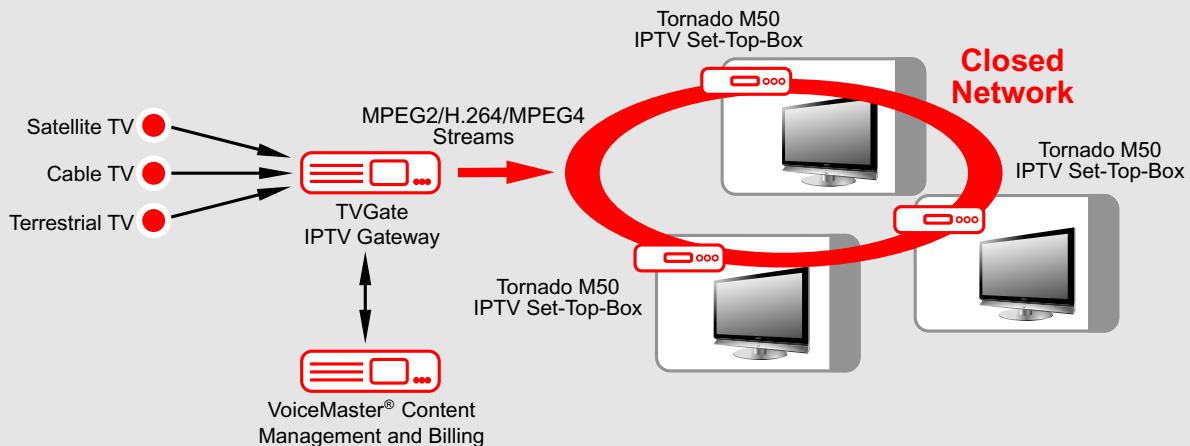 Tornado M50
IPTV Set-Top-Box
Closed
Network
MPEG2/H.264/MPEG4
Streams
Satellite TV
Cable TV
Terrestrial TV
TVGate
IPTV Gateway
Tornado M50
IPTV Set-Top-Box
Tornado M50
IPTV Set-Top-Box
VoiceMaster® Content
Management and Billing